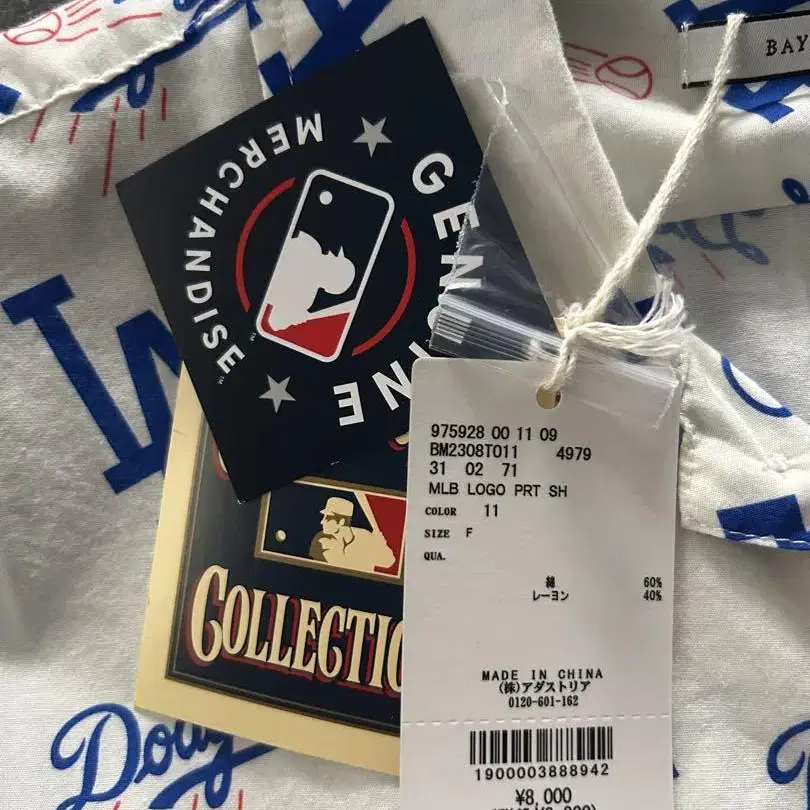 GENUINE
MERCHANDISE™
BAY
LA
Dodg
COLLECTIO
975928 00 11 09
BM2308T011 4979
31 02 71
MLB LOGO PRT SH
COLOR 11
SIZE F
QUA.
綿 60%
レーヨン 40%
MADE IN CHINA
(株)アダストリア
0120-601-162
1900003888942
¥8,000